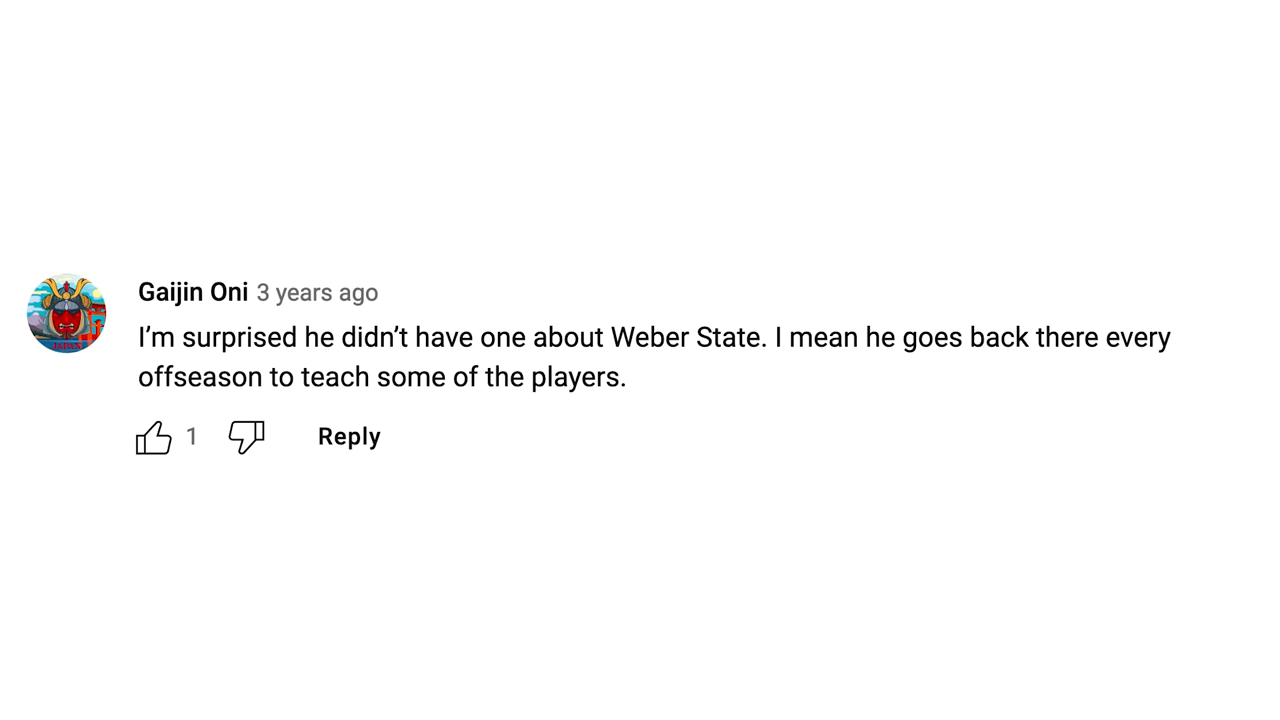 Gaijin Oni 3 years ago
I’m surprised he didn’t have one about Weber State. I mean he goes back there every
offseason to teach some of the players.
1 Reply